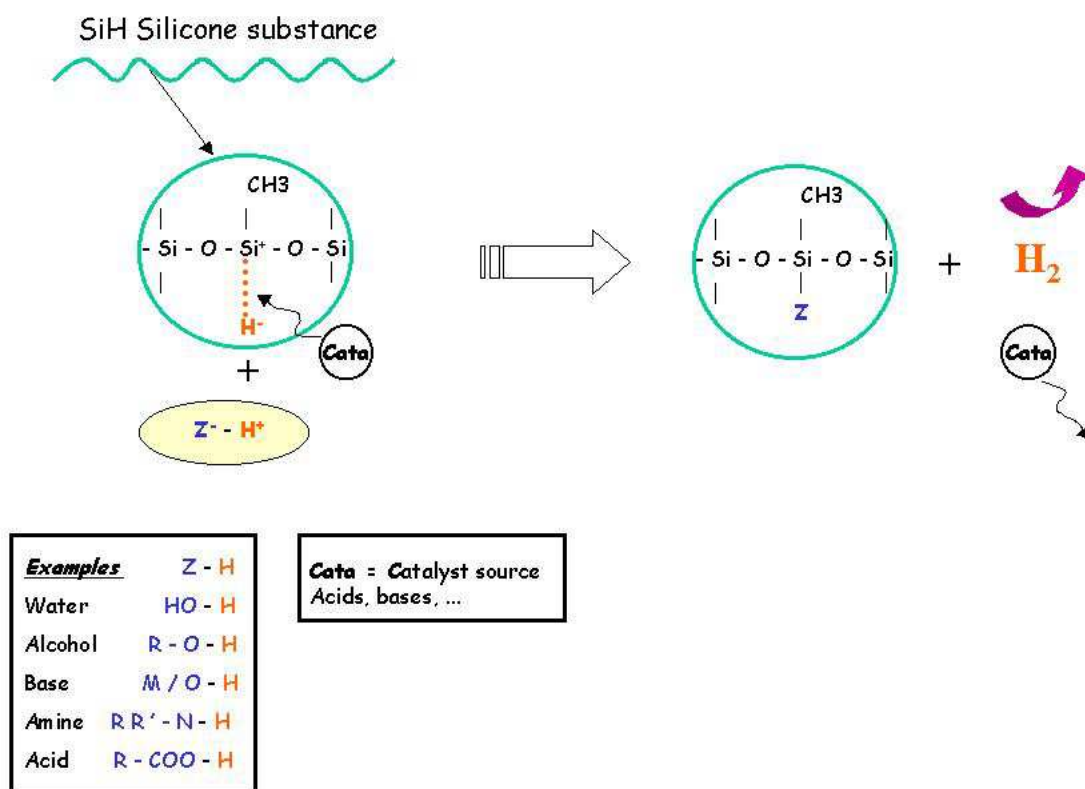 SiH Silicone substance
CH3
- Si - O - Si⁺ - O - Si
H⁻
Cata
+
Z⁻ - H⁺
CH3
- Si - O - Si - O - Si -
Z
+
H₂
Cata
Examples Z - H
Water HO - H
Alcohol R - O - H
Base M / O - H
Amine R R' - N - H
Acid R - COO - H
Cata = Catalyst source
Acids, bases, ...